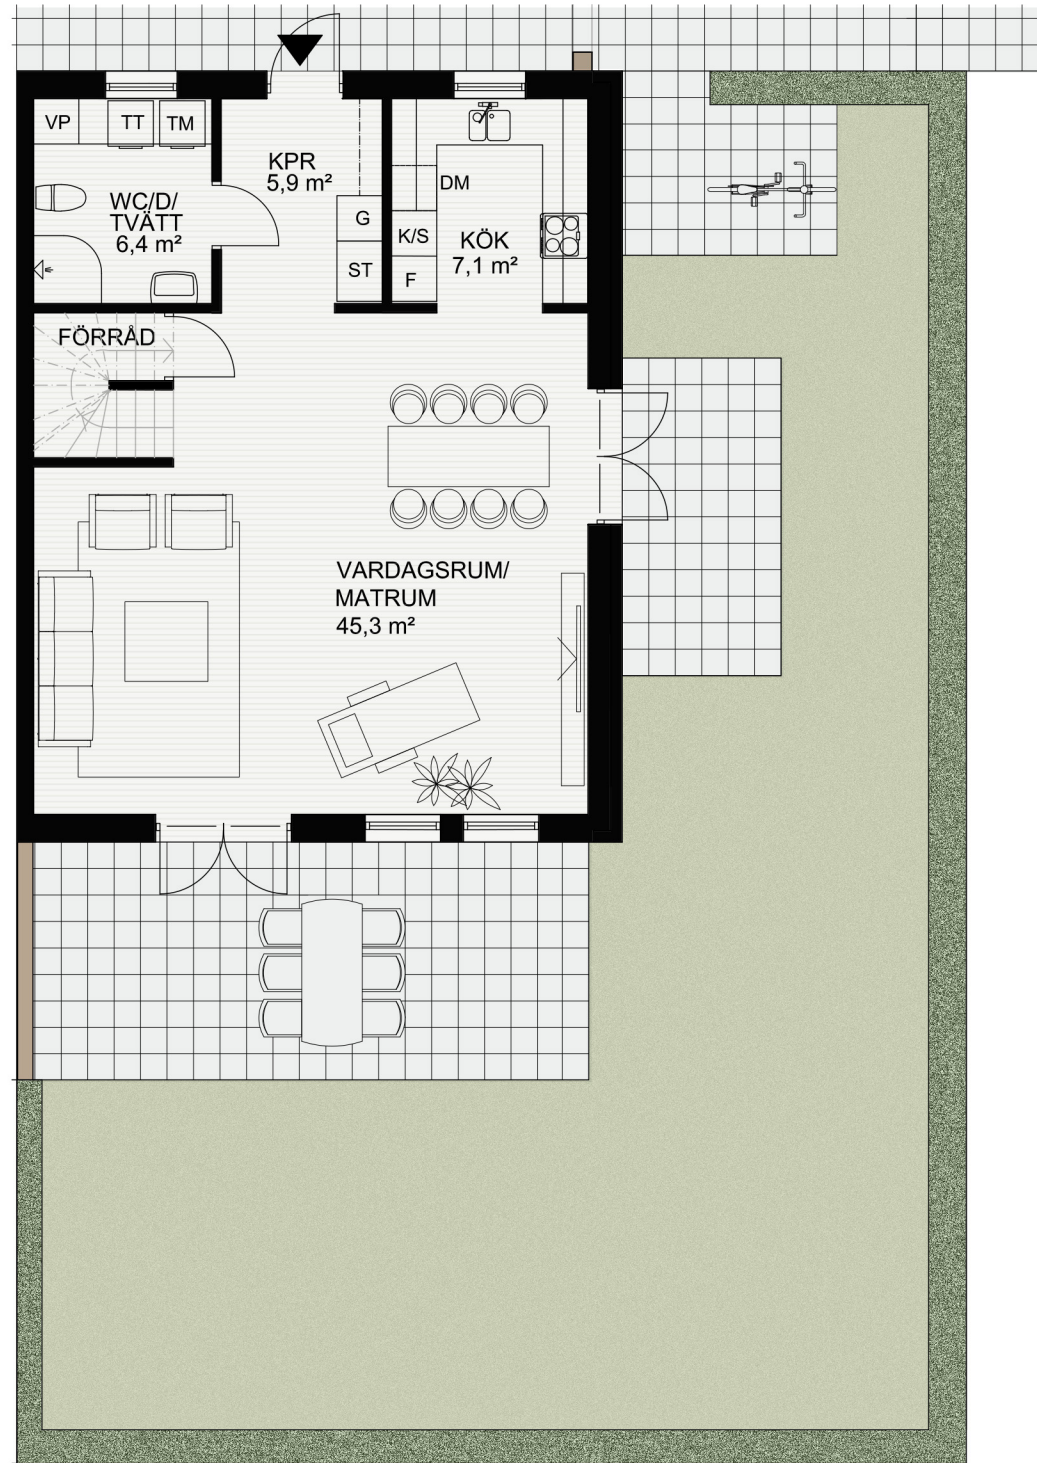 VP
TT
TM
WC/D/
TVÄTT
6,4 m²
KPR
5,9 m²
G
ST
DM
K/S
F
KÖK
7,1 m²
FÖRRÅD
VARDAGSRUM/
MATRUM
45,3 m²